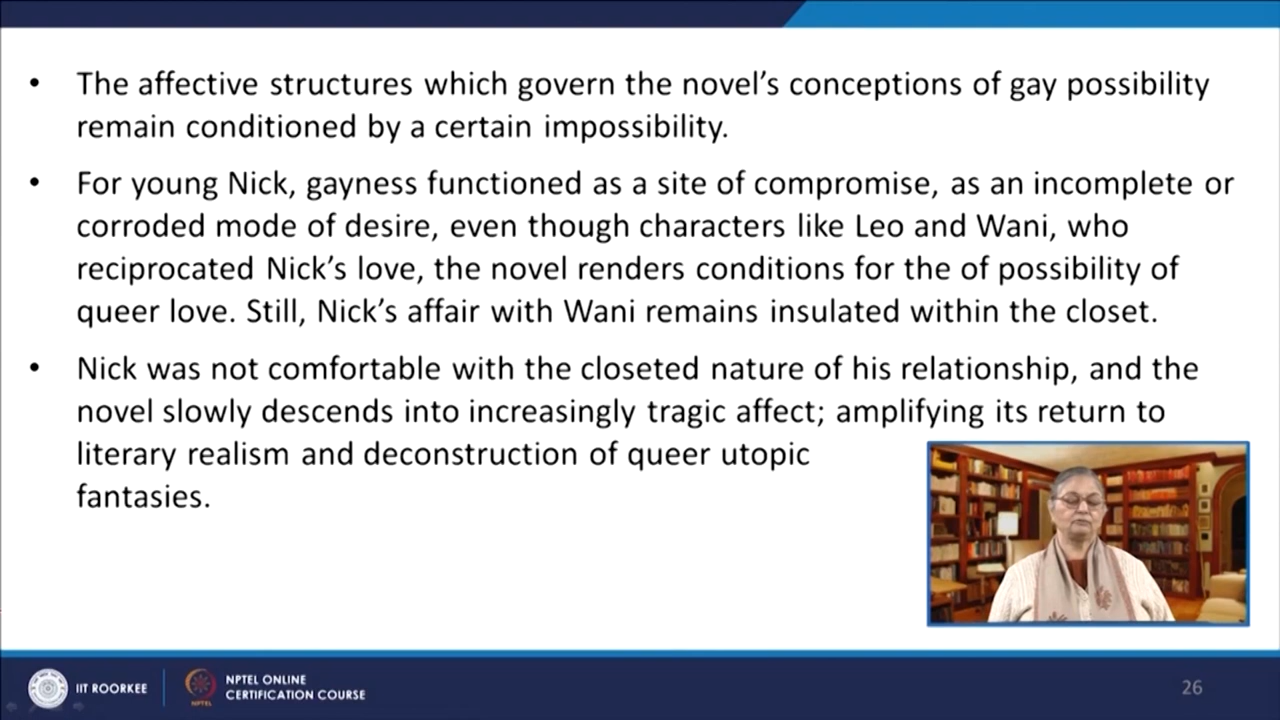 • The affective structures which govern the novel's conceptions of gay possibility
remain conditioned by a certain impossibility.
• For young Nick, gayness functioned as a site of compromise, as an incomplete or
corroded mode of desire, even though characters like Leo and Wani, who
reciprocated Nick's love, the novel renders conditions for the of possibility of
queer love. Still, Nick's affair with Wani remains insulated within the closet.
• Nick was not comfortable with the closeted nature of his relationship, and the
novel slowly descends into increasingly tragic affect; amplifying its return to
literary realism and deconstruction of queer utopic
fantasies.
IIT ROORKEE
NPTEL
NPTEL ONLINE
CERTIFICATION COURSE
26